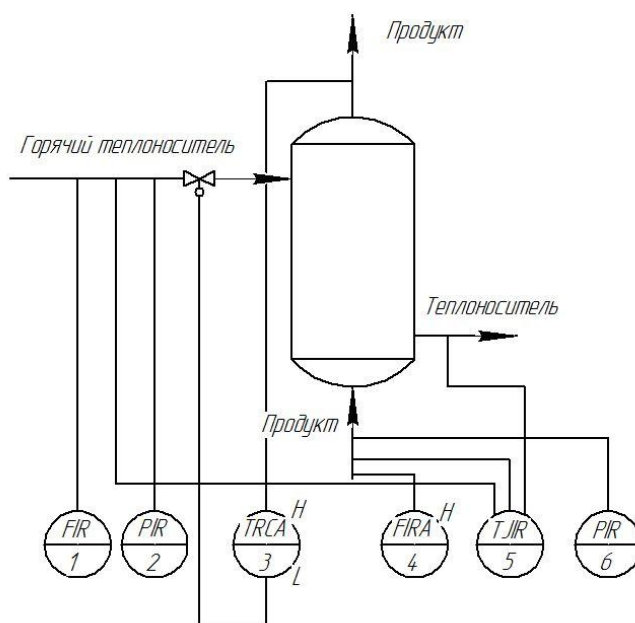 Продукт
Горячий теплоноситель
Теплоноситель
Продукт
FIR
1
PIR
2
TRCA
3
H
L
FIRA
4
H
TJIR
5
PIR
6